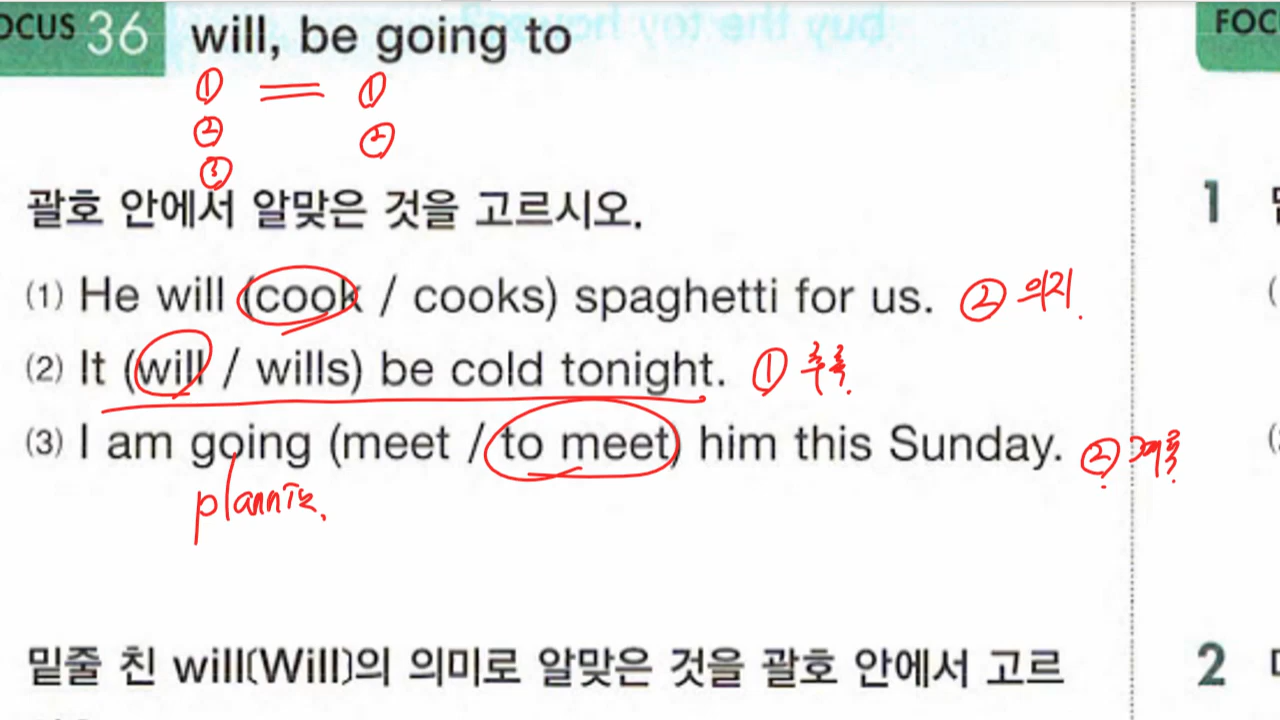 OCUS 36 will, be going to
FOC
① = ①
② ②
③
괄호 안에서 알맞은 것을 고르시오.
1
(1) He will (cook / cooks) spaghetti for us. ② 의지.
(2) It (will / wills) be cold tonight. ① 추측.
(3) I am going (meet / to meet) him this Sunday. ②
밑줄 친 will(Will)의 의미로 알맞은 것을 괄호 안에서 고르
2